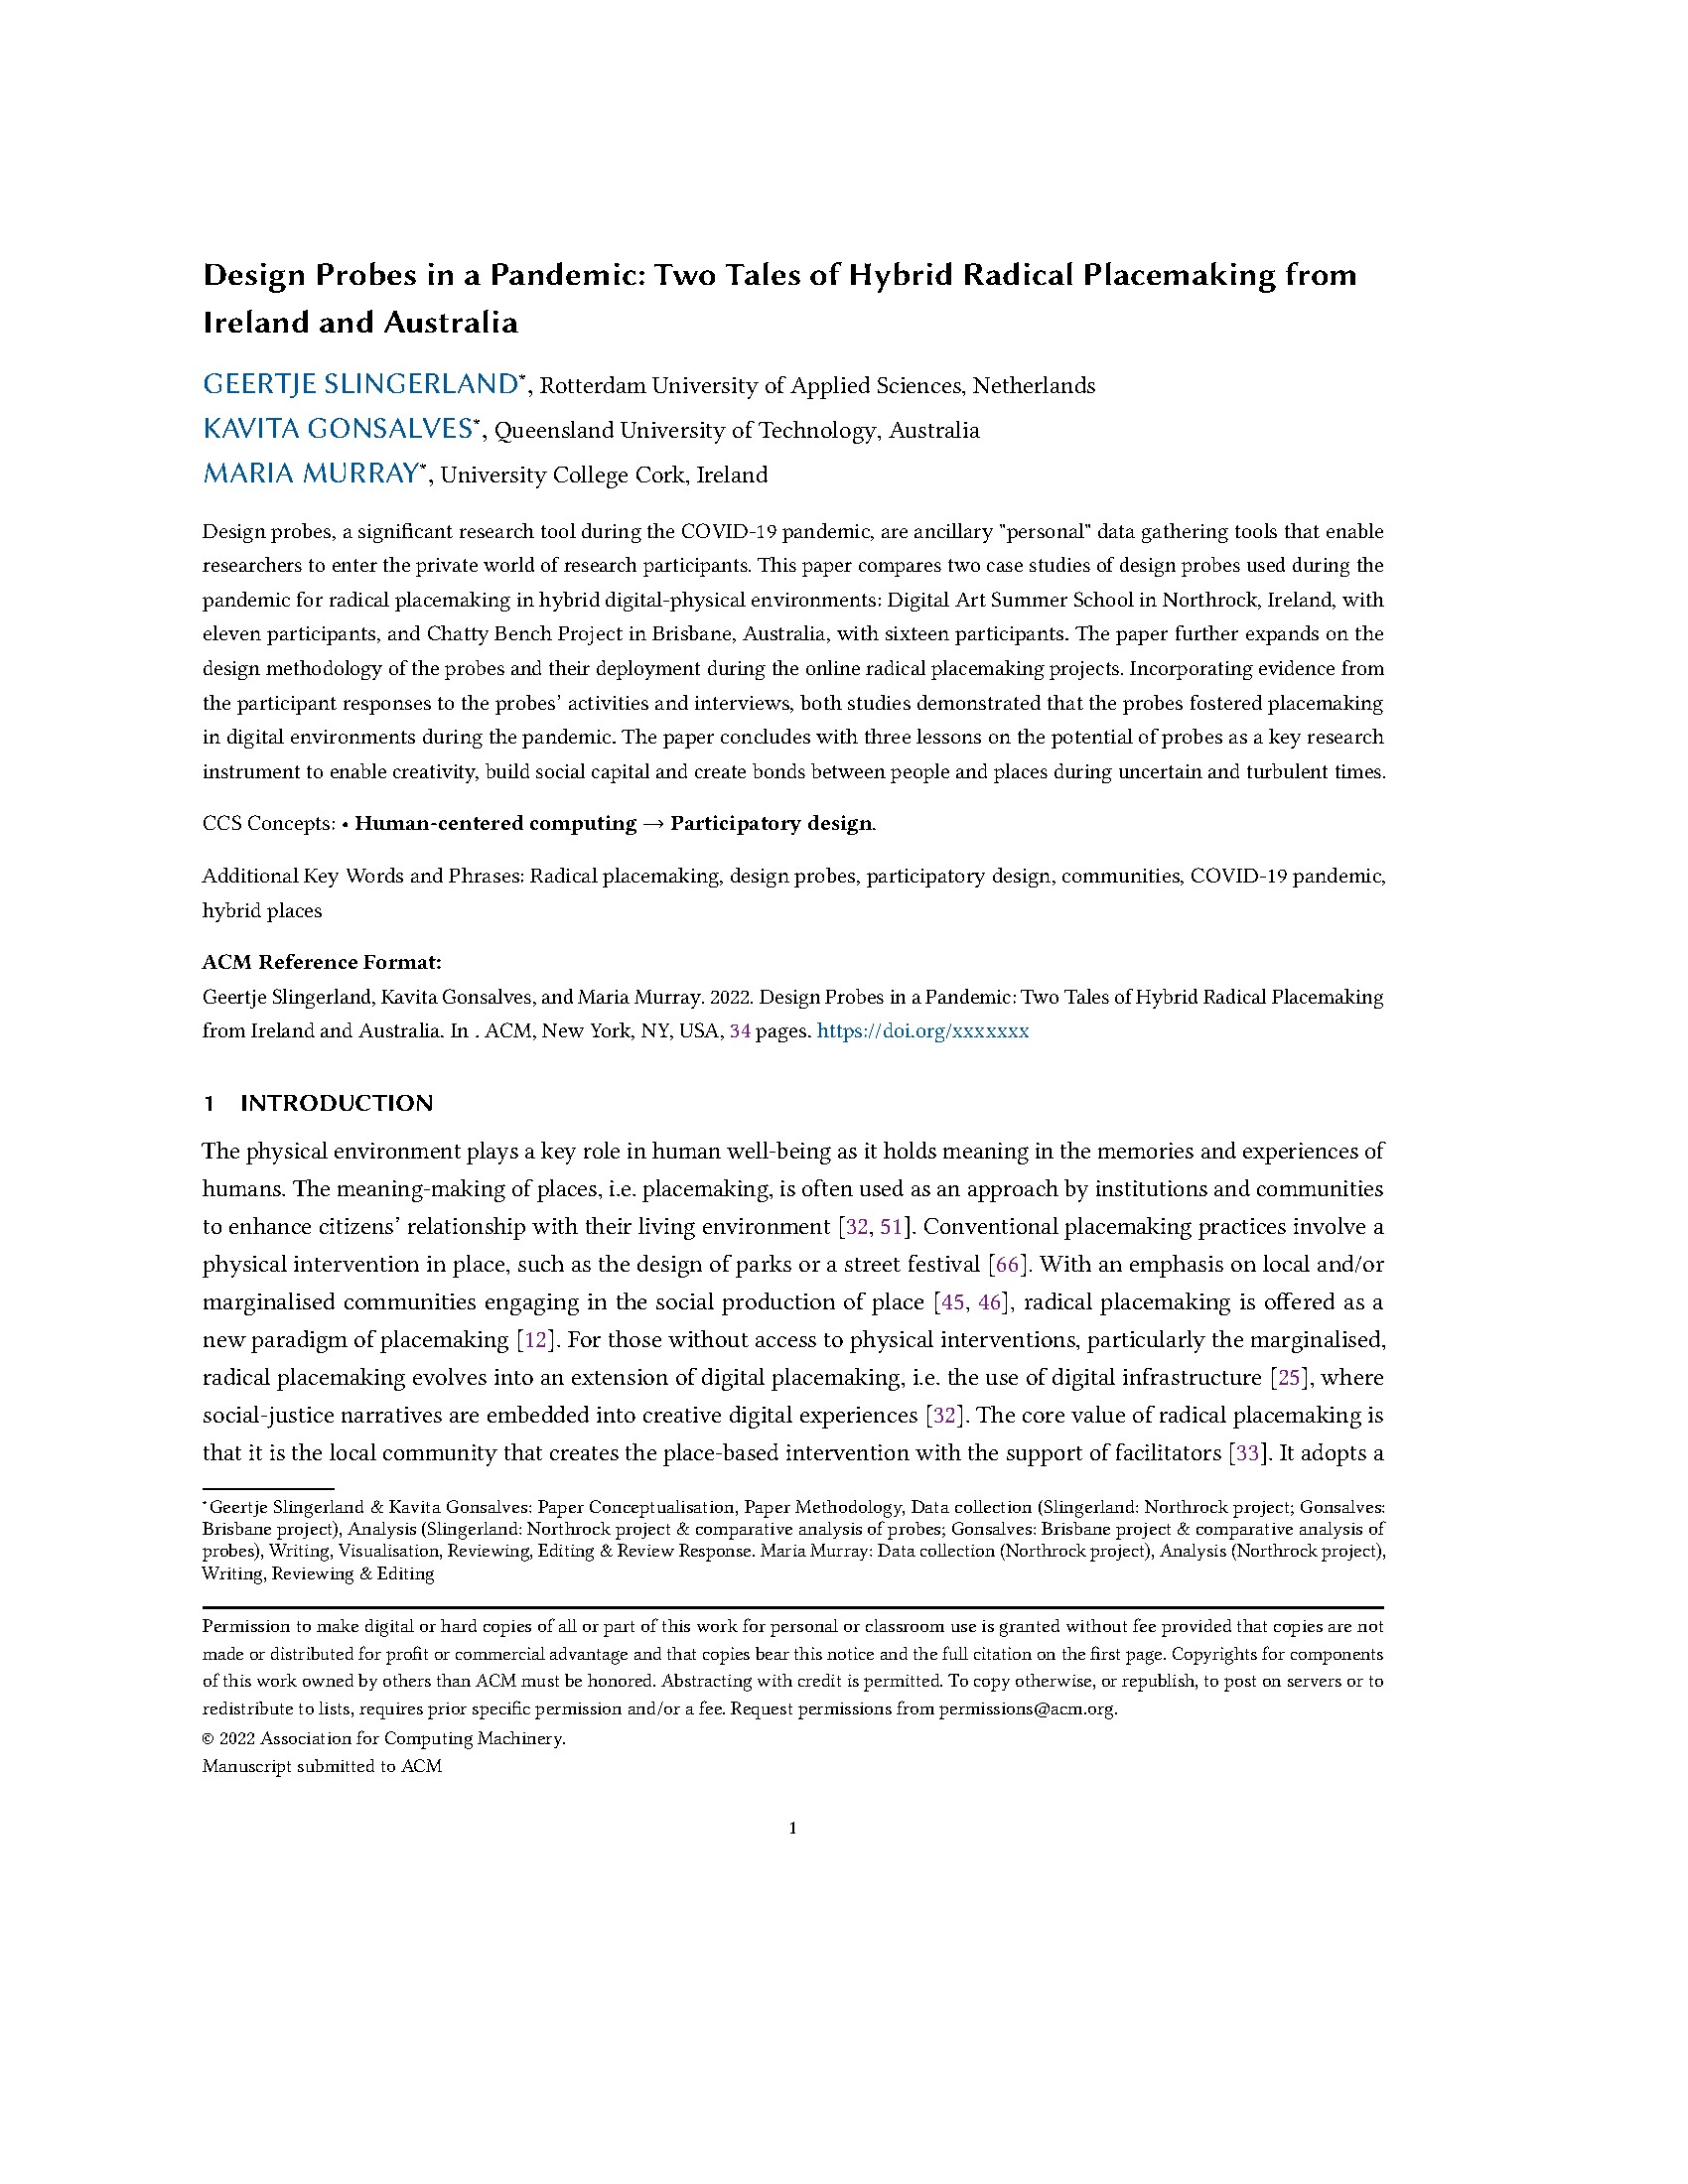 Design Probes in a Pandemic: Two Tales of Hybrid Radical Placemaking from
Ireland and Australia
GEERTJE SLINGERLAND*, Rotterdam University of Applied Sciences, Netherlands
KAVITA GONSALVES*, Queensland University of Technology, Australia
MARIA MURRAY*, University College Cork, Ireland
Design probes, a significant research tool during the COVID-19 pandemic, are ancillary "personal" data gathering tools that enable
researchers to enter the private world of research participants. This paper compares two case studies of design probes used during the
pandemic for radical placemaking in hybrid digital-physical environments: Digital Art Summer School in Northrock, Ireland, with
eleven participants, and Chatty Bench Project in Brisbane, Australia, with sixteen participants. The paper further expands on the
design methodology of the probes and their deployment during the online radical placemaking projects. Incorporating evidence from
the participant responses to the probes’ activities and interviews, both studies demonstrated that the probes fostered placemaking
in digital environments during the pandemic. The paper concludes with three lessons on the potential of probes as a key research
instrument to enable creativity, build social capital and create bonds between people and places during uncertain and turbulent times.
CCS Concepts: • Human-centered computing → Participatory design.
Additional Key Words and Phrases: Radical placemaking, design probes, participatory design, communities, COVID-19 pandemic,
hybrid places
ACM Reference Format:
Geertje Slingerland, Kavita Gonsalves, and Maria Murray. 2022. Design Probes in a Pandemic: Two Tales of Hybrid Radical Placemaking
from Ireland and Australia. In . ACM, New York, NY, USA, 34 pages. https://doi.org/xxxxxxx
1 INTRODUCTION
The physical environment plays a key role in human well-being as it holds meaning in the memories and experiences of
humans. The meaning-making of places, i.e. placemaking, is often used as an approach by institutions and communities
to enhance citizens’ relationship with their living environment [32, 51]. Conventional placemaking practices involve a
physical intervention in place, such as the design of parks or a street festival [66]. With an emphasis on local and/or
marginalised communities engaging in the social production of place [45, 46], radical placemaking is offered as a
new paradigm of placemaking [12]. For those without access to physical interventions, particularly the marginalised,
radical placemaking evolves into an extension of digital placemaking, i.e. the use of digital infrastructure [25], where
social-justice narratives are embedded into creative digital experiences [32]. The core value of radical placemaking is
that it is the local community that creates the place-based intervention with the support of facilitators [33]. It adopts a
*Geertje Slingerland & Kavita Gonsalves: Paper Conceptualisation, Paper Methodology, Data collection (Slingerland: Northrock project; Gonsalves:
Brisbane project), Analysis (Slingerland: Northrock project & comparative analysis of probes; Gonsalves: Brisbane project & comparative analysis of
probes), Writing, Visualisation, Reviewing, Editing & Review Response. Maria Murray: Data collection (Northrock project), Analysis (Northrock project),
Writing, Reviewing & Editing
Permission to make digital or hard copies of all or part of this work for personal or classroom use is granted without fee provided that copies are not
made or distributed for profit or commercial advantage and that copies bear this notice and the full citation on the first page. Copyrights for components
of this work owned by others than ACM must be honored. Abstracting with credit is permitted. To copy otherwise, or republish, to post on servers or to
redistribute to lists, requires prior specific permission and/or a fee. Request permissions from permissions@acm.org.
© 2022 Association for Computing Machinery.
Manuscript submitted to ACM
1